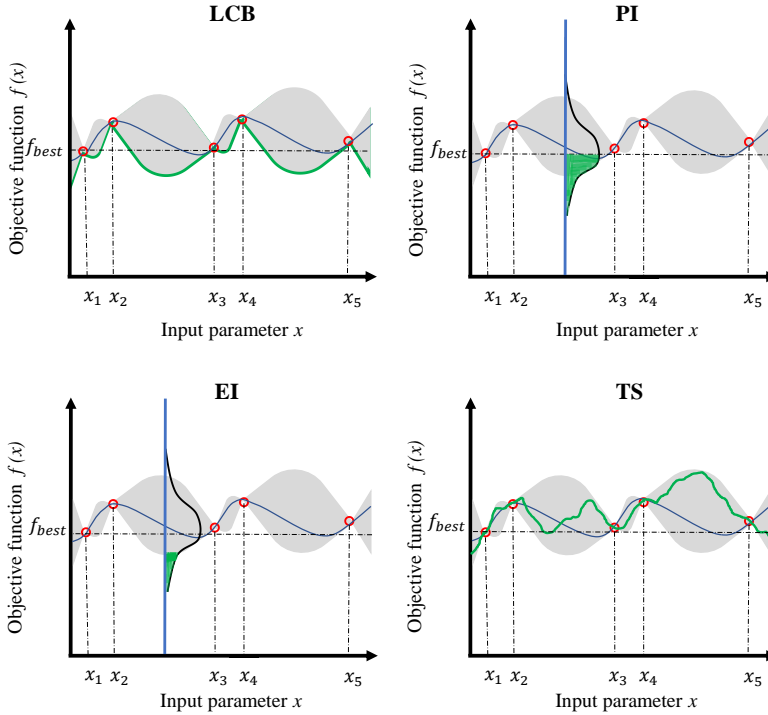 LCB
Objective function f(x)
f_best
x_1 x_2 x_3 x_4 x_5
Input parameter x
PI
Objective function f(x)
f_best
x_1 x_2 x_3 x_4 x_5
Input parameter x
EI
Objective function f(x)
f_best
x_1 x_2 x_3 x_4 x_5
Input parameter x
TS
Objective function f(x)
f_best
x_1 x_2 x_3 x_4 x_5
Input parameter x